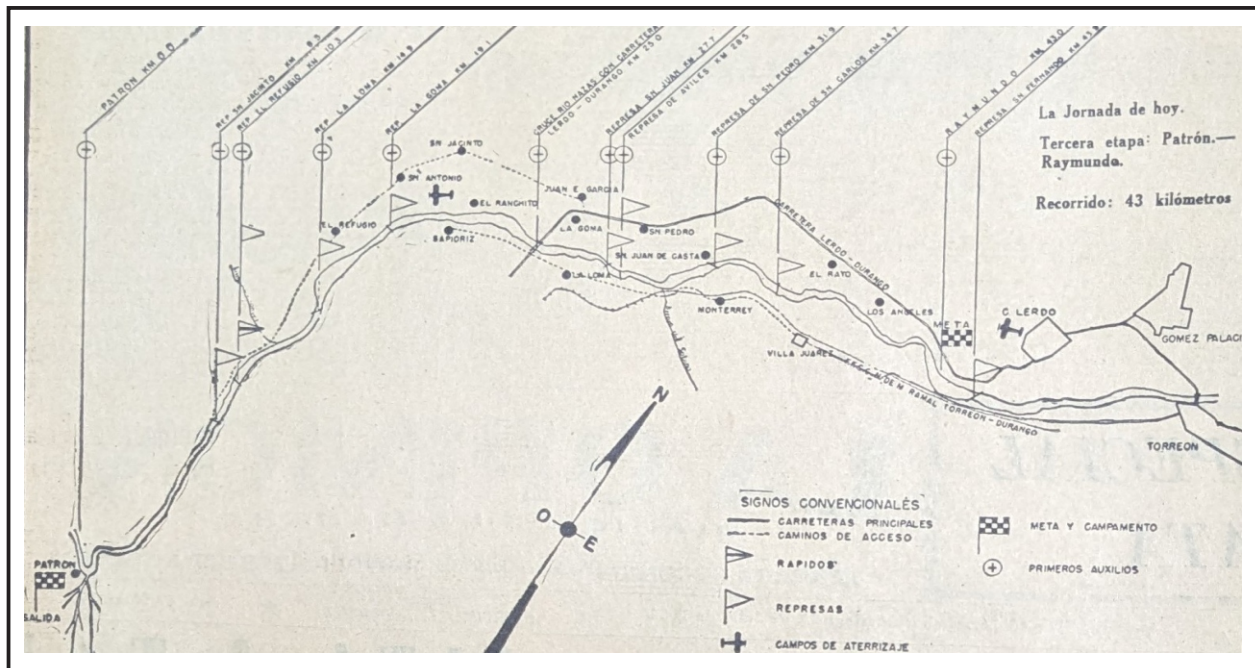 PATRON KM 0 0
REP SN JACINTO KM 8.5
REP EL REFUGIO KM 10.3
REP LA LOMA KM 14.9
REP. LA GOMA KM 19.1
CRUCE RIO NAZAS CON CARRETERA
LERDO-DURANGO KM 25.0
REPRESA SN JUAN KM 27.7
REPRESA DE AVILES KM 28.5
REPRESA DE SN PEDRO KM 31.9
REPRESA DE SN CARLOS KM 34.7
RAYMUNDO KM 43.0
REPRESA SN FERNANDO KM
La Jornada de hoy.
Tercera etapa: Patrón.—
Raymundo.
Recorrido: 43 kilómetros
SN JACINTO
SN ANTONIO
JUAN E. GARCIA
EL RANCHITO
EL REFUGIO
SAPIORIZ
LA GOMA
SN PEDRO
CARRETERA LERDO-DURANGO
SN JUAN DE CASTA
LA LOMA
EL RAYO
MONTERREY
LOS ANGELES
META
C. LERDO
GOMEZ PALACI
VILLA JUAREZ
N DE M RAMAL TORREON-DURANGO
TORREON
N
O
E
PATRON
SALIDA
SIGNOS CONVENCIONALES
CARRETERAS PRINCIPALES
CAMINOS DE ACCESO
RAPIDOS
REPRESAS
CAMPOS DE ATERRIZAJE
META Y CAMPAMENTO
PRIMEROS AUXILIOS